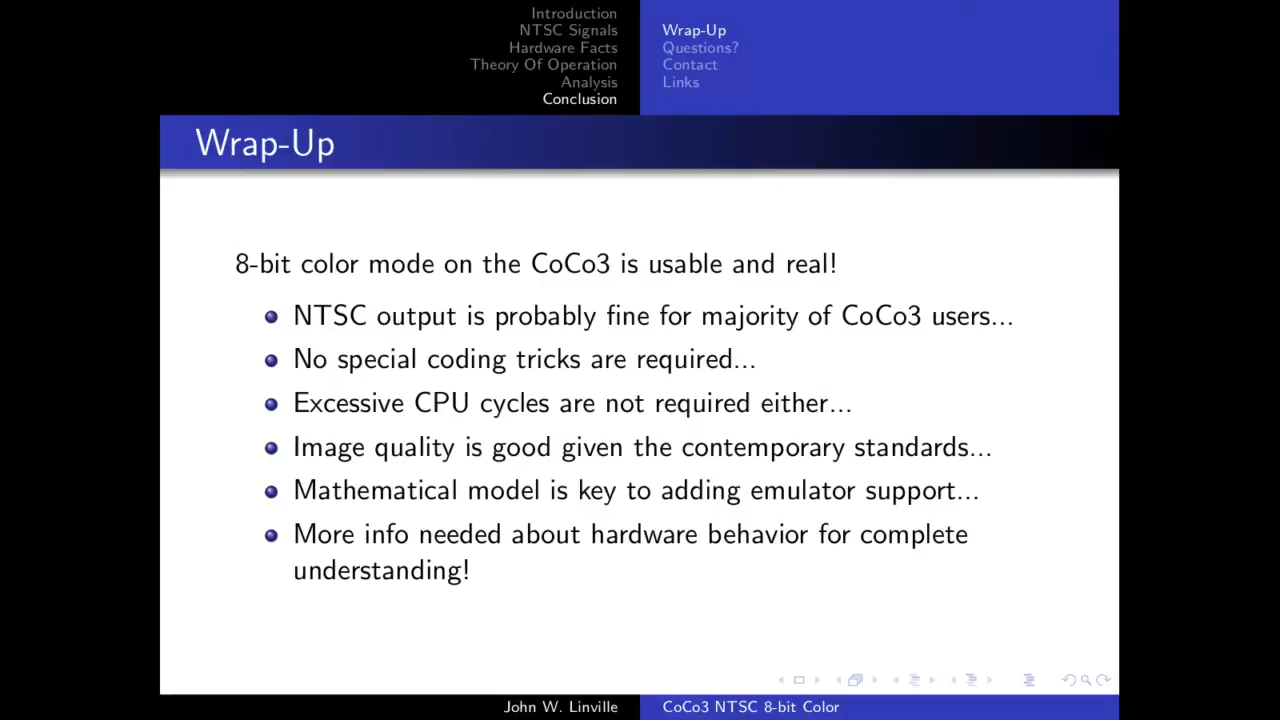 Introduction
NTSC Signals
Hardware Facts
Theory Of Operation
Analysis
Conclusion
Wrap-Up
Questions?
Contact
Links
Wrap-Up
8-bit color mode on the CoCo3 is usable and real!
NTSC output is probably fine for majority of CoCo3 users...
No special coding tricks are required...
Excessive CPU cycles are not required either...
Image quality is good given the contemporary standards...
Mathematical model is key to adding emulator support...
More info needed about hardware behavior for complete
understanding!
John W. Linville
CoCo3 NTSC 8-bit Color